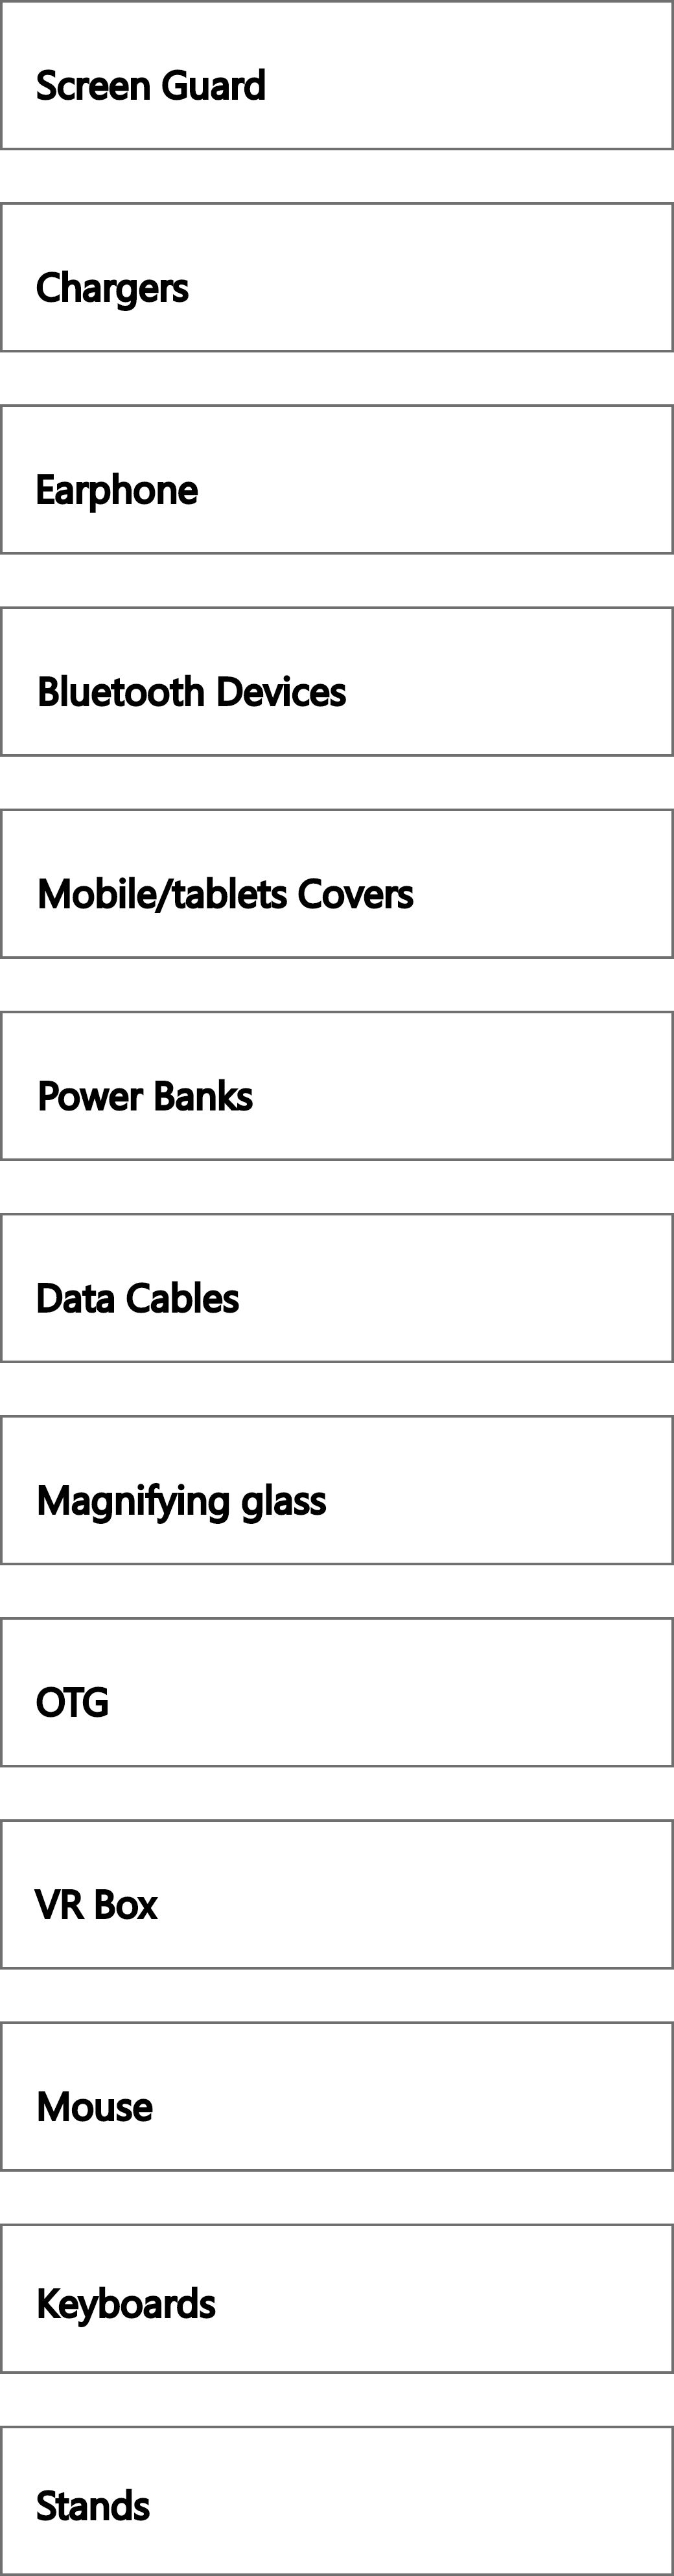 Screen Guard
Chargers
Earphone
Bluetooth Devices
Mobile/tablets Covers
Power Banks
Data Cables
Magnifying glass
OTG
VR Box
Mouse
Keyboards
Stands